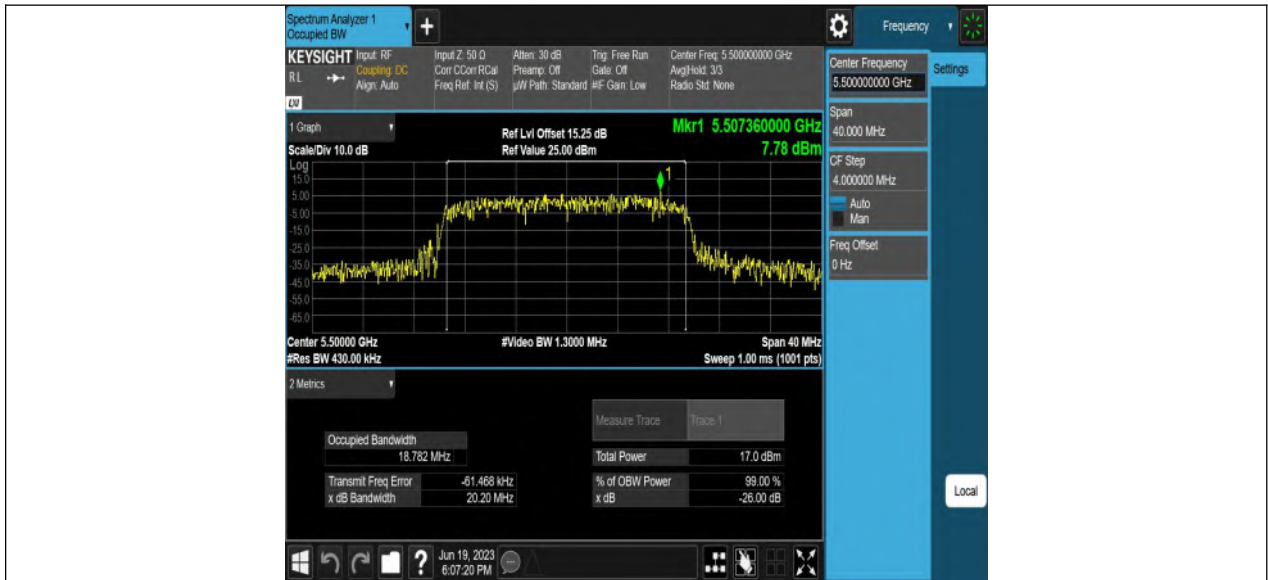 Spectrum Analyzer 1
Occupied BW
+
Frequency
KEYSIGHT
R L
LXI
Input: RF
Coupling: DC
Align: Auto
Input Z: 50 Ω
Corr CCorr RCal
Freq Ref: Int (S)
Atten: 30 dB
Preamp: Off
µW Path: Standard
Trig: Free Run
Gate: Off
#IF Gain: Low
Center Freq: 5.500000000 GHz
Avg|Hold: 3/3
Radio Std: None
Center Frequency
5.500000000 GHz
Settings
Span
40.000 MHz
CF Step
4.000000 MHz
Auto
Man
Freq Offset
0 Hz
Local
1 Graph
Scale/Div 10.0 dB
Ref Lvl Offset 15.25 dB
Ref Value 25.00 dBm
Mkr1 5.507360000 GHz
7.78 dBm
Log
15.0
5.00
-5.00
-15.0
-25.0
-35.0
-45.0
-55.0
-65.0
1
Center 5.50000 GHz
#Res BW 430.00 kHz
#Video BW 1.3000 MHz
Span 40 MHz
Sweep 1.00 ms (1001 pts)
2 Metrics
Measure Trace Trace 1
Occupied Bandwidth
18.782 MHz
Total Power 17.0 dBm
Transmit Freq Error -61.468 kHz
% of OBW Power 99.00 %
x dB Bandwidth 20.20 MHz
x dB -26.00 dB
?
Jun 19, 2023
6:07:20 PM